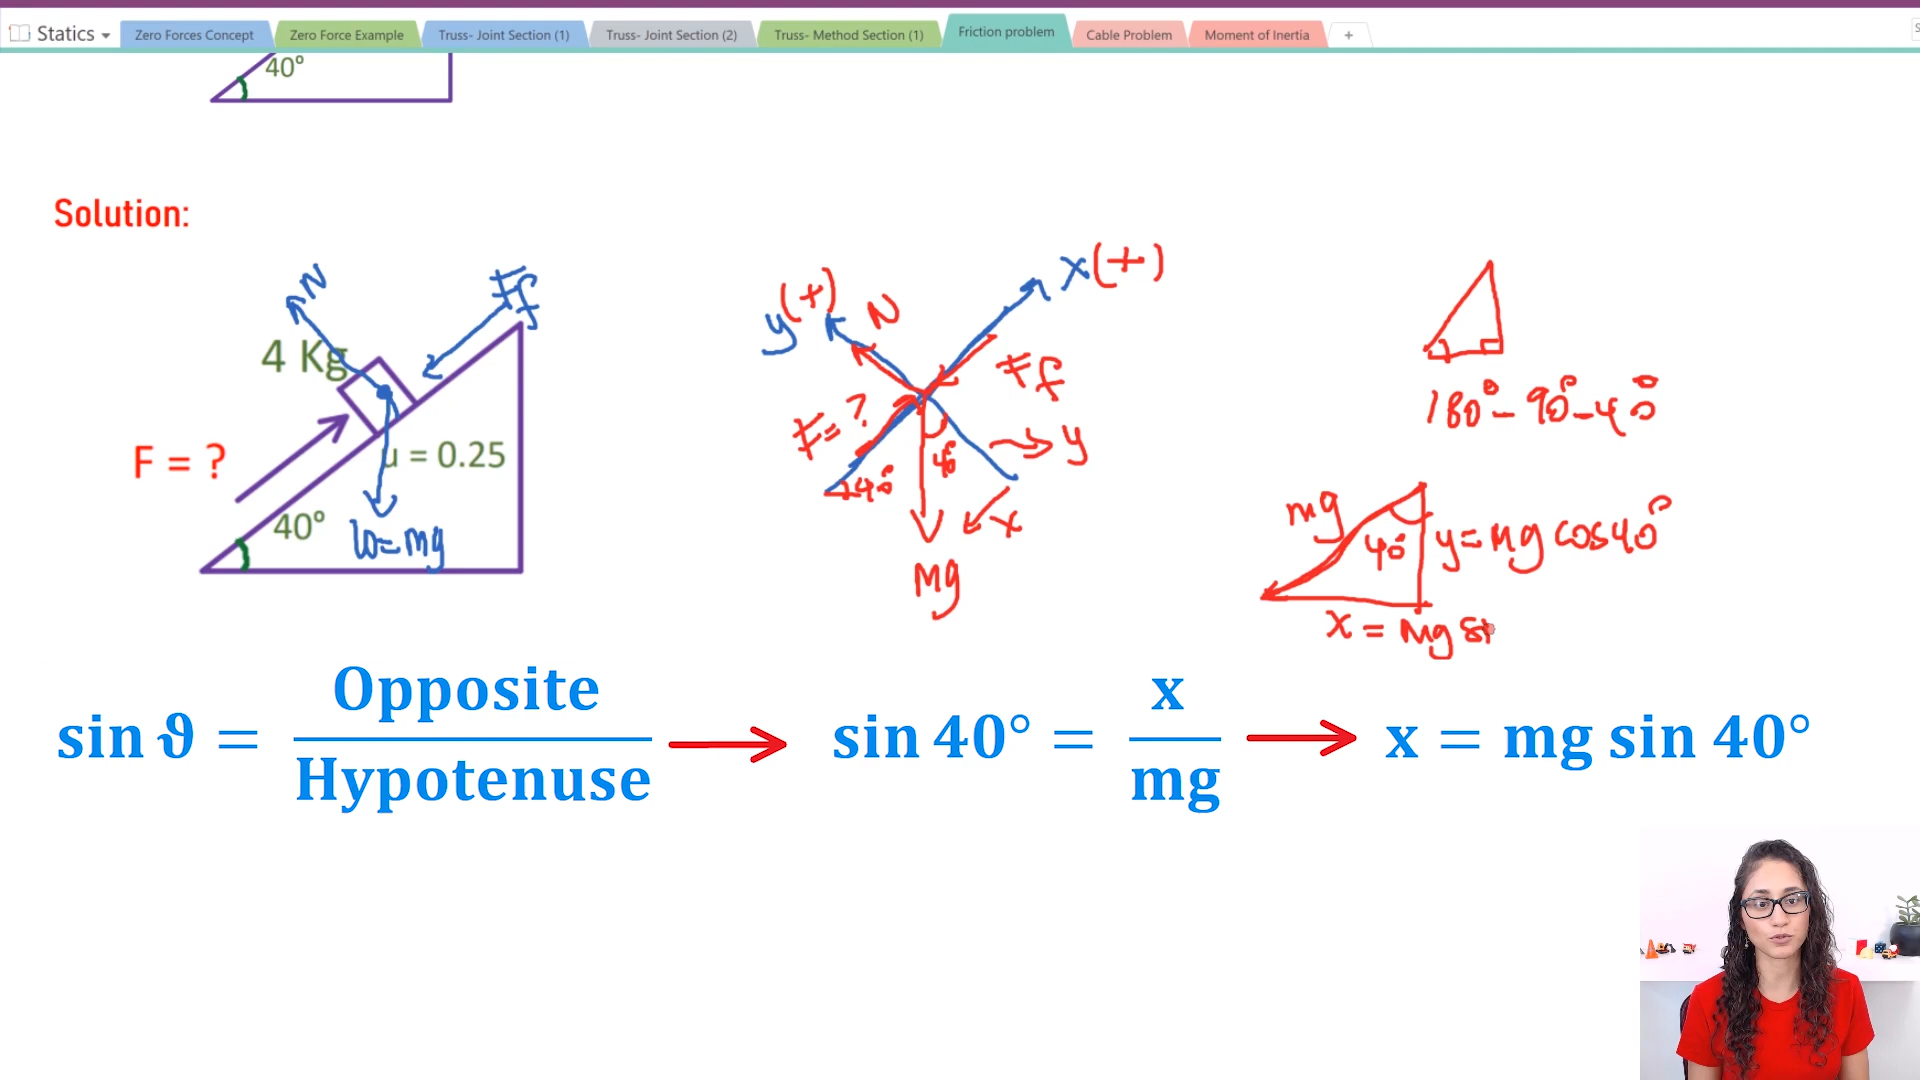 Statics
Zero Forces Concept
Zero Force Example
Truss- Joint Section (1)
Truss- Joint Section (2)
Truss- Method Section (1)
Friction problem
Cable Problem
Moment of Inertia
+
40°
Solution:
N
Ff
4 Kg
F = ?
u = 0.25
40°
W=mg
y(+)
N
x(+)
Ff
F=?
40°
40°
y
x
Mg
180°-90°-40°
mg
40°
y=Mg cos40°
x = Mg si
sin ϑ = Opposite / Hypotenuse → sin 40° = x / mg → x = mg sin 40°